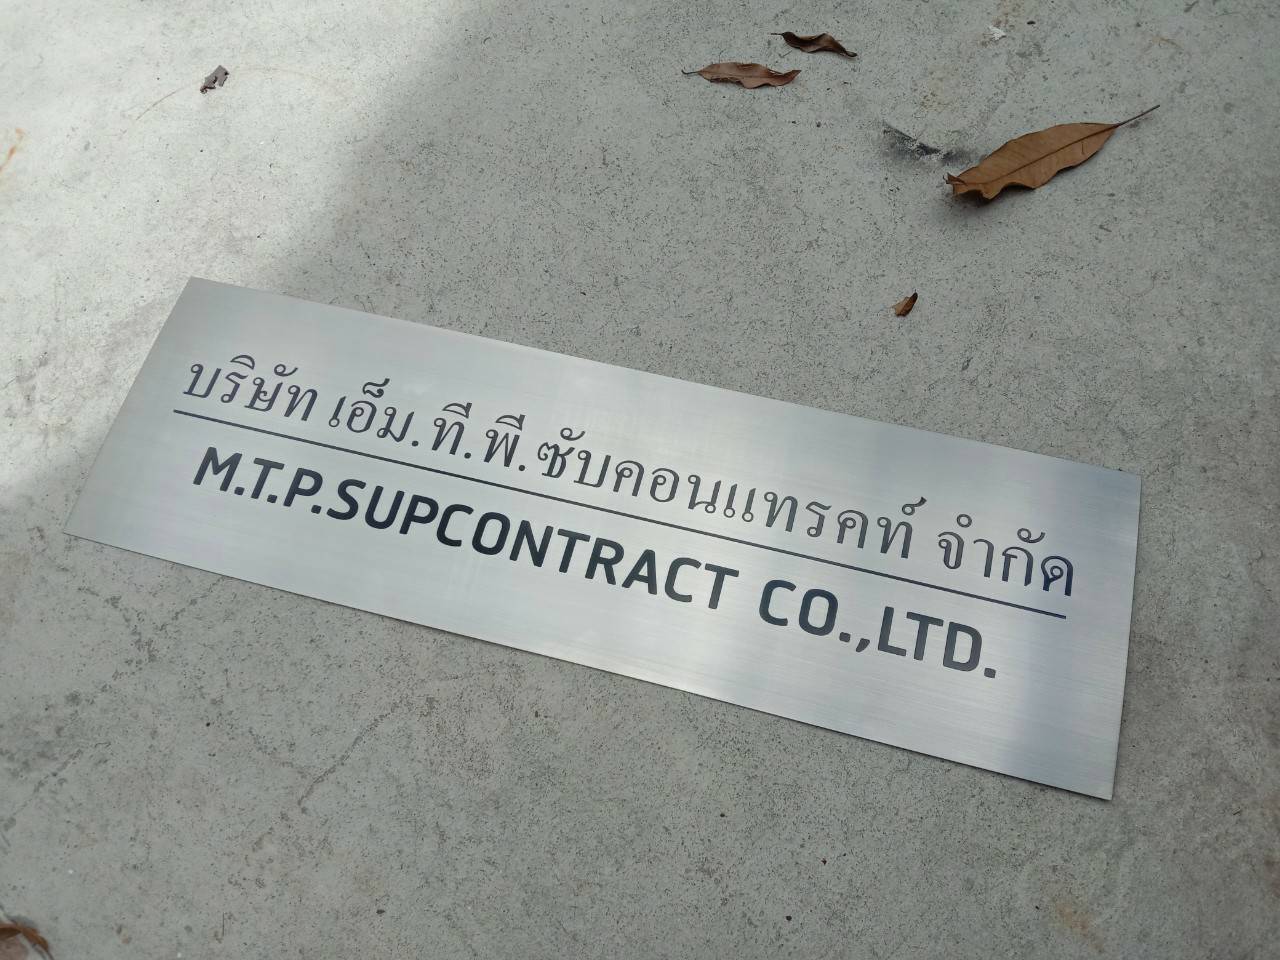 บริษัท เอ็ม.ที.พี.ซับคอนแทรคท์ จำกัด
M.T.P.SUPCONTRACT CO.,LTD.